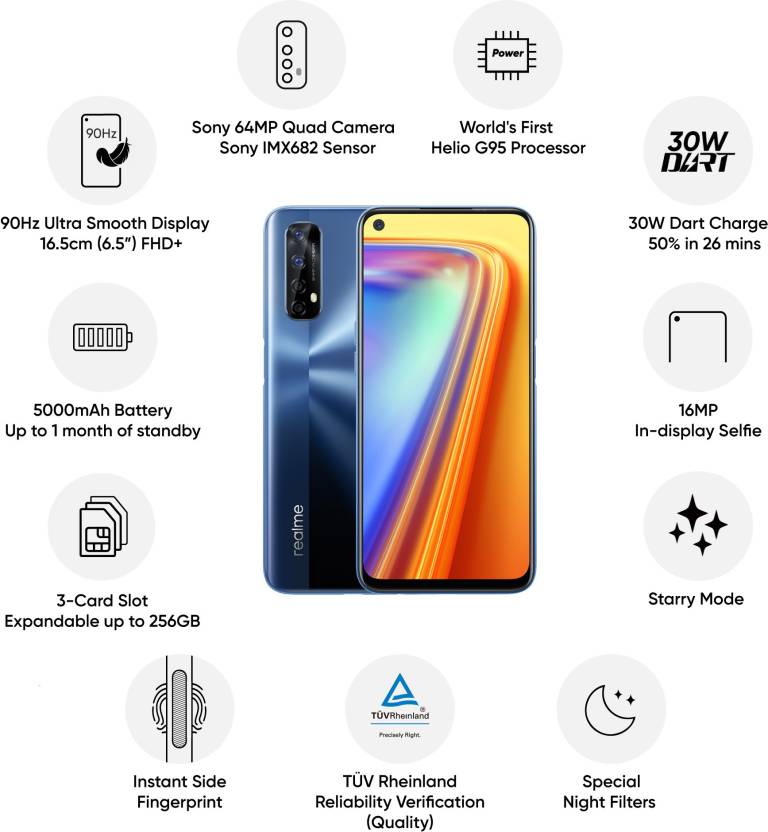 Power
Sony 64MP Quad Camera
Sony IMX682 Sensor
World's First
Helio G95 Processor
90Hz
90Hz Ultra Smooth Display
16.5cm (6.5”) FHD+
30W
DART
30W Dart Charge
50% in 26 mins
5000mAh Battery
Up to 1 month of standby
16MP
In-display Selfie
realme
3-Card Slot
Expandable up to 256GB
Starry Mode
Instant Side
Fingerprint
TÜVRheinland®
Precisely Right.
TÜV Rheinland
Reliability Verification
(Quality)
Special
Night Filters